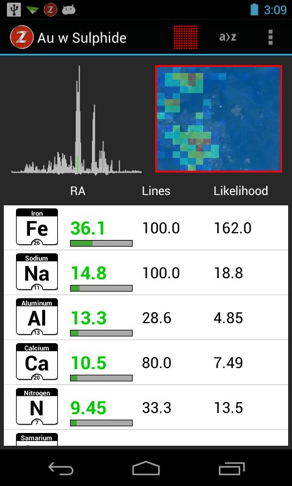 3:09
Z Au w Sulphide a>z
RA Lines Likelihood
Iron
Fe 36.1 100.0 162.0
26
Sodium
Na 14.8 100.0 18.8
11
Aluminum
Al 13.3 28.6 4.85
13
Calcium
Ca 10.5 80.0 7.49
20
Nitrogen
N 9.45 33.3 13.5
7
Samarium